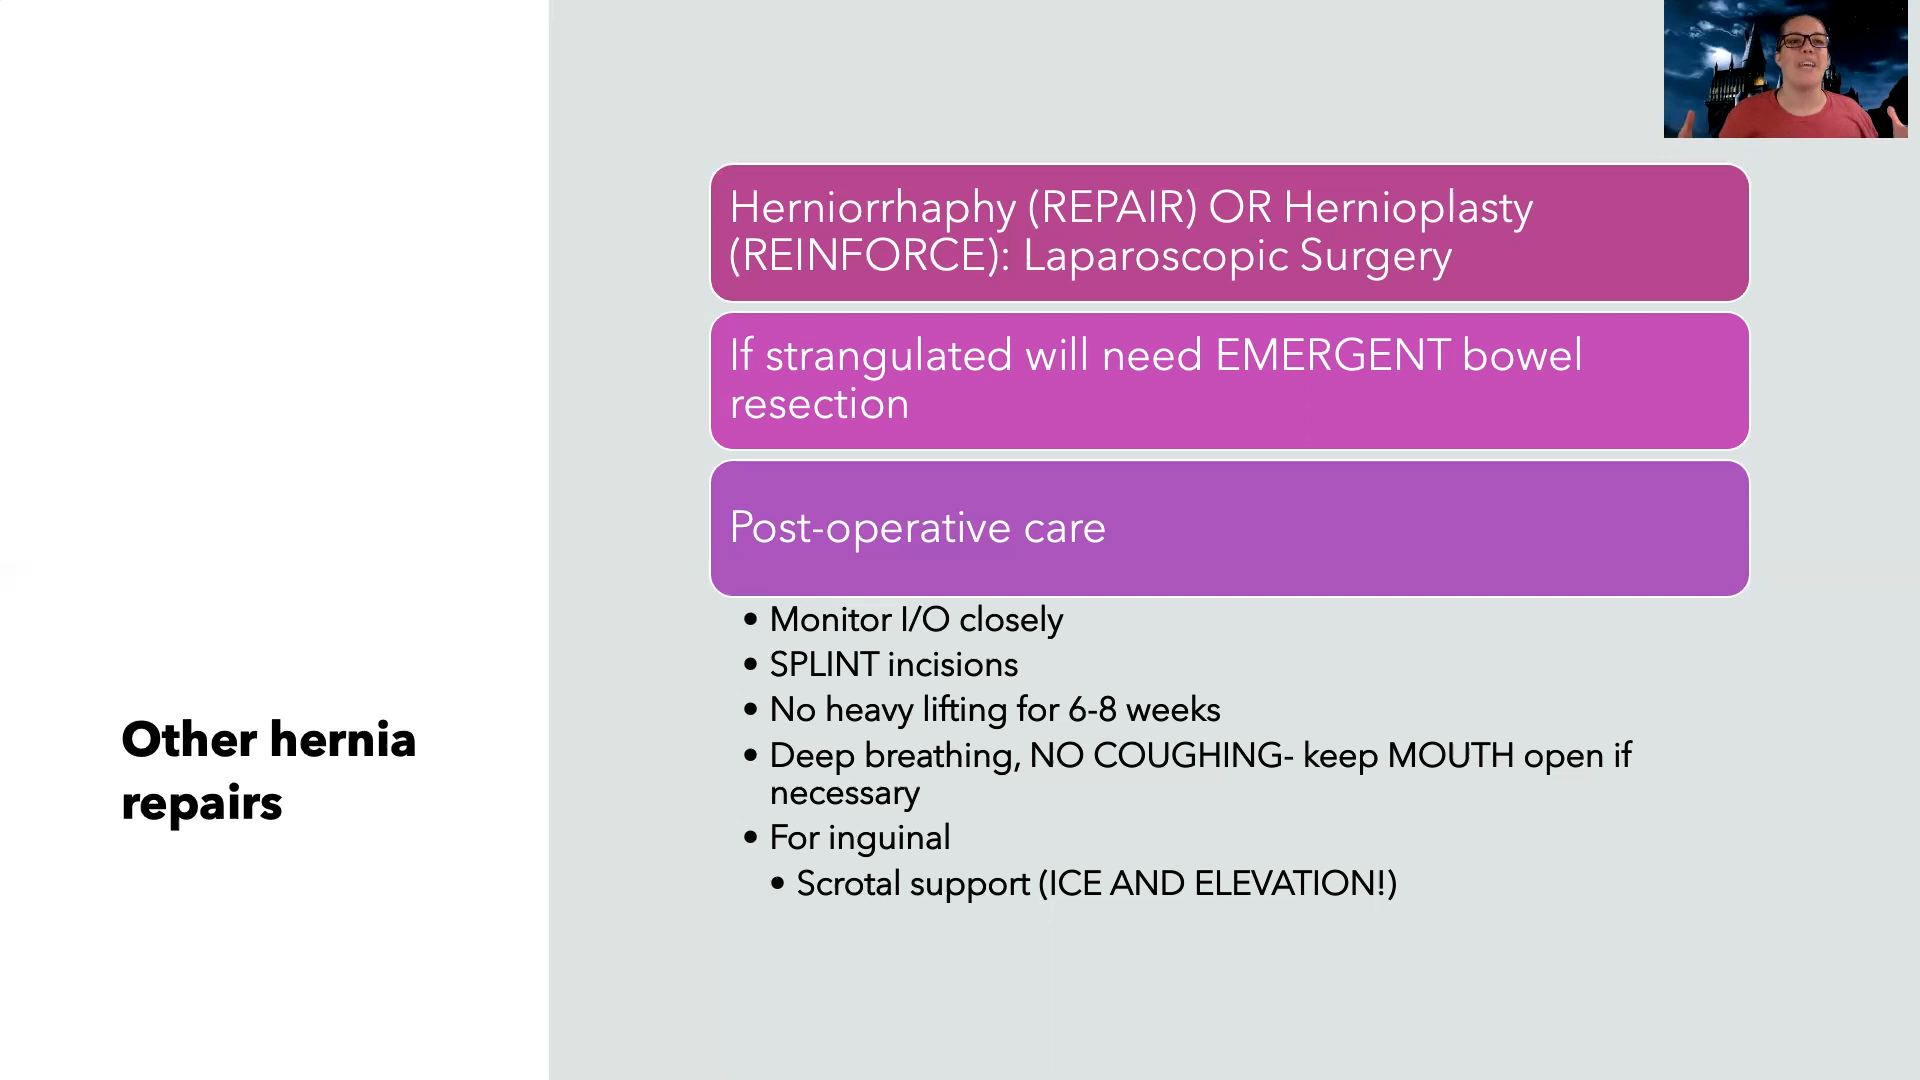 Other hernia
repairs
Herniorrhaphy (REPAIR) OR Hernioplasty
(REINFORCE): Laparoscopic Surgery
If strangulated will need EMERGENT bowel
resection
Post-operative care
• Monitor I/O closely
• SPLINT incisions
• No heavy lifting for 6-8 weeks
• Deep breathing, NO COUGHING- keep MOUTH open if
necessary
• For inguinal
• Scrotal support (ICE AND ELEVATION!)